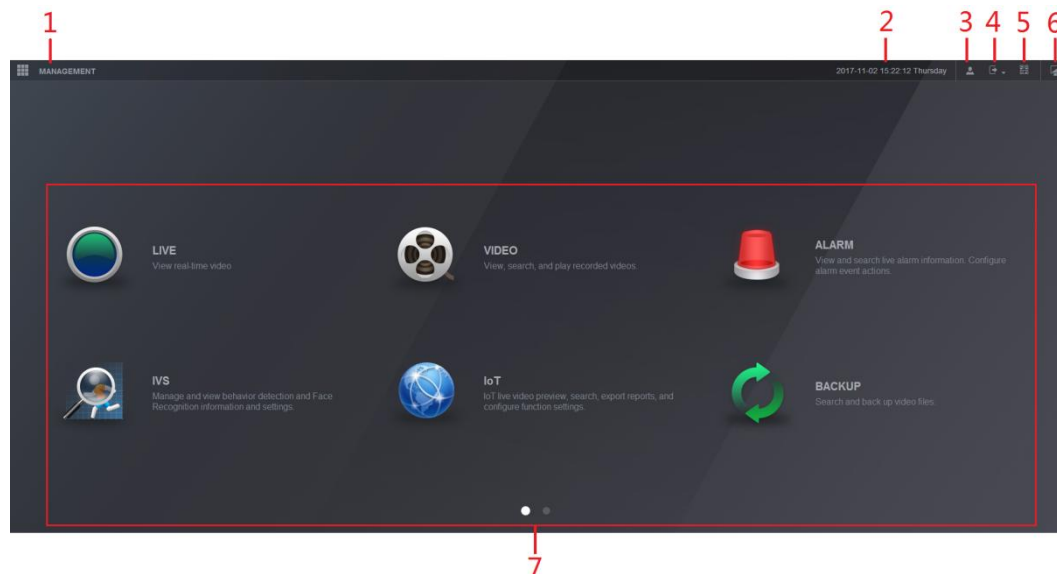 1
2
3
4
5
6
MANAGEMENT
2017-11-02 15:22:12 Thursday
LIVE
View real-time video
VIDEO
View, search, and play recorded videos.
ALARM
View and search live alarm information. Configure
alarm event actions.
IVS
Manage and view behavior detection and Face
Recognition information and settings.
IoT
IoT live video preview, search, export reports, and
configure function settings.
BACKUP
Search and back up video files.
7